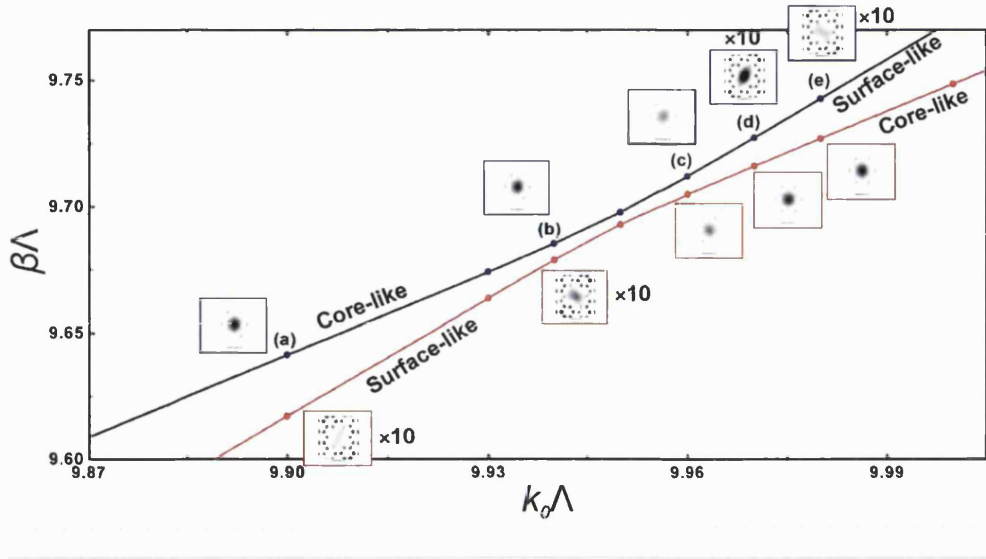 ×10
×10
9.75
(e)
Surface-like
Core-like
(d)
(c)
9.70
(b)
βΛ
×10
Core-like
(a)
9.65
Surface-like
×10
9.60
9.87
9.90
9.93
9.96
9.99
k₀Λ